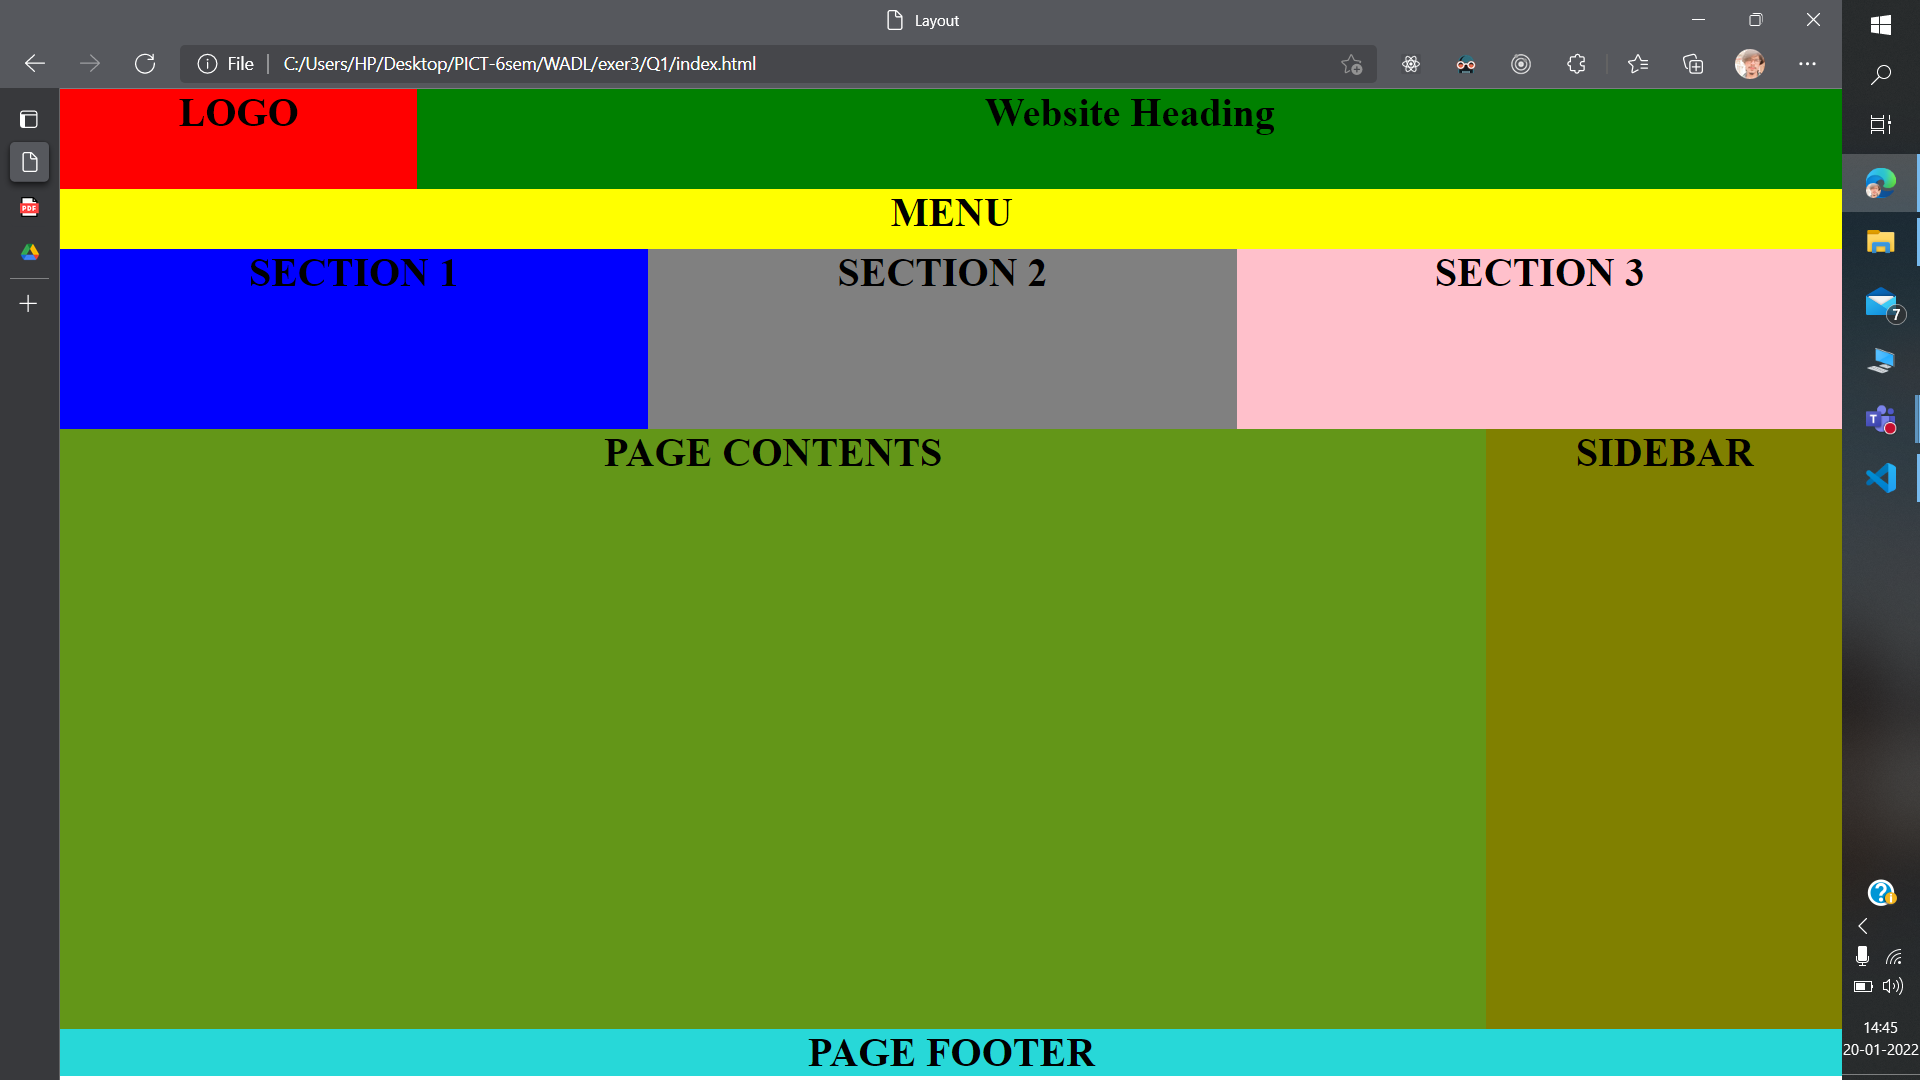 Layout
File
C:/Users/HP/Desktop/PICT-6sem/WADL/exer3/Q1/index.html
PDF
LOGO
Website Heading
MENU
SECTION 1
SECTION 2
SECTION 3
PAGE CONTENTS
SIDEBAR
PAGE FOOTER
7
T
14:45
20-01-2022